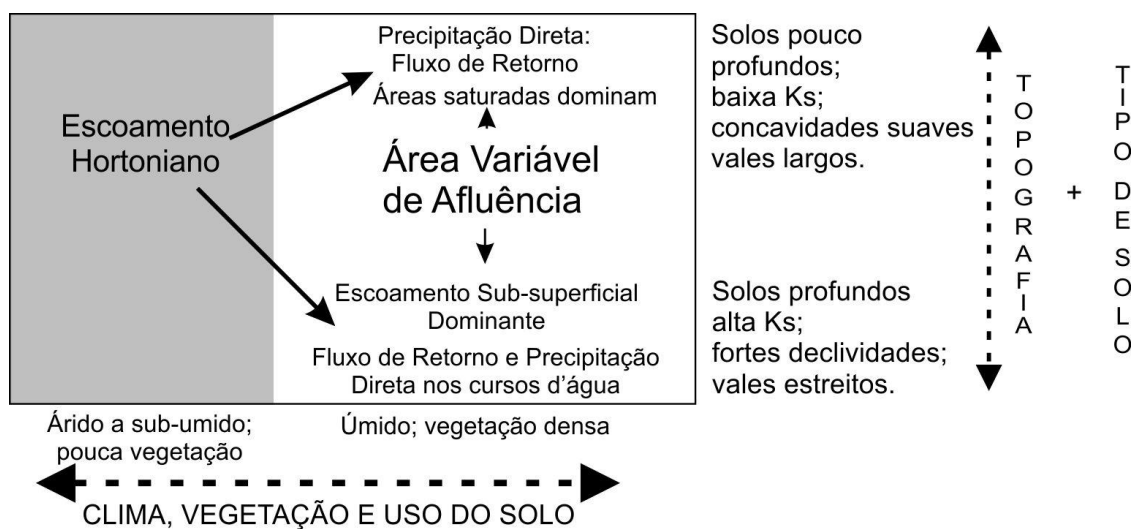 Escoamento
Hortoniano
Precipitação Direta:
Fluxo de Retorno
Áreas saturadas dominam
Área Variável
de Afluência
Escoamento Sub-superficial
Dominante
Fluxo de Retorno e Precipitação
Direta nos cursos d'água
Solos pouco
profundos;
baixa Ks;
concavidades suaves
vales largos.
Solos profundos
alta Ks;
fortes declividades;
vales estreitos.
TOPOGRAFIA
+
TIPO DE SOLO
Árido a sub-umido;
pouca vegetação
Úmido; vegetação densa
CLIMA, VEGETAÇÃO E USO DO SOLO